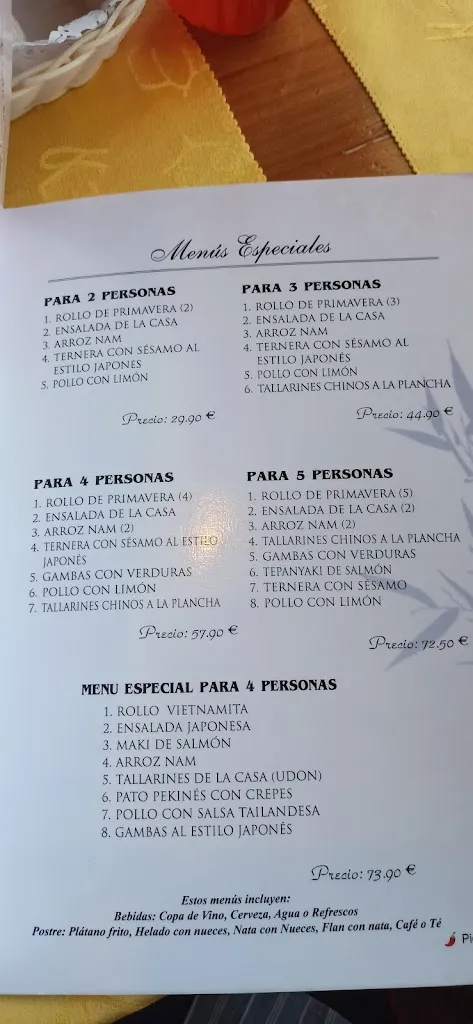 Menús Especiales
PARA 2 PERSONAS
1. ROLLO DE PRIMAVERA (2)
2. ENSALADA DE LA CASA
3. ARROZ NAM
4. TERNERA CON SÉSAMO AL
ESTILO JAPONÉS
5. POLLO CON LIMÓN
Precio: 29.90 €
PARA 3 PERSONAS
1. ROLLO DE PRIMAVERA (3)
2. ENSALADA DE LA CASA
3. ARROZ NAM
4. TERNERA CON SÉSAMO AL
ESTILO JAPONÉS
5. POLLO CON LIMÓN
6. TALLARINES CHINOS A LA PLANCHA
Precio: 44.90 €
PARA 4 PERSONAS
1. ROLLO DE PRIMAVERA (4)
2. ENSALADA DE LA CASA
3. ARROZ NAM (2)
4. TERNERA CON SÉSAMO AL ESTILO
JAPONÉS
5. GAMBAS CON VERDURAS
6. POLLO CON LIMÓN
7. TALLARINES CHINOS A LA PLANCHA
Precio: 57.90 €
PARA 5 PERSONAS
1. ROLLO DE PRIMAVERA (5)
2. ENSALADA DE LA CASA (2)
3. ARROZ NAM (2)
4. TALLARINES CHINOS A LA PLANCHA
5. GAMBAS CON VERDURAS
6. TEPANYAKI DE SALMÓN
7. TERNERA CON SÉSAMO
8. POLLO CON LIMÓN
Precio: 72.50 €
MENU ESPECIAL PARA 4 PERSONAS
1. ROLLO VIETNAMITA
2. ENSALADA JAPONESA
3. MAKI DE SALMÓN
4. ARROZ NAM
5. TALLARINES DE LA CASA (UDON)
6. PATO PEKINÉS CON CREPES
7. POLLO CON SALSA TAILANDESA
8. GAMBAS AL ESTILO JAPONÉS
Precio: 73.90 €
Estos menús incluyen:
Bebidas: Copa de Vino, Cerveza, Agua o Refrescos
Postre: Plátano frito, Helado con nueces, Nata con Nueces, Flan con nata, Café o Té